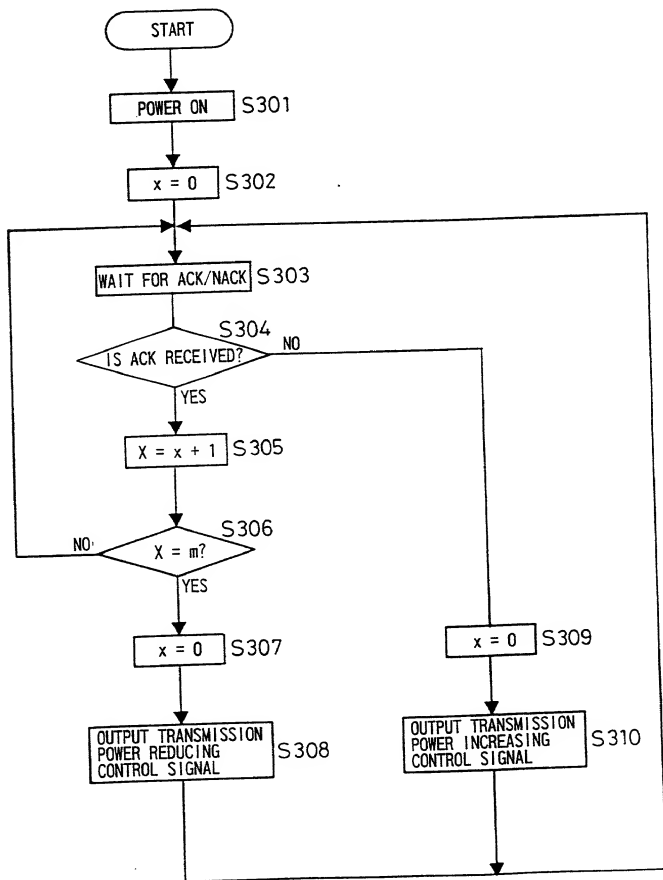 START
POWER ON
S301
x = 0
S302
WAIT FOR ACK/NACK
S303
S304
IS ACK RECEIVED?
NO
YES
X = x + 1
S305
S306
X = m?
NO
YES
x = 0
S307
x = 0
S309
OUTPUT TRANSMISSION
POWER REDUCING
CONTROL SIGNAL
S308
OUTPUT TRANSMISSION
POWER INCREASING
CONTROL SIGNAL
S310